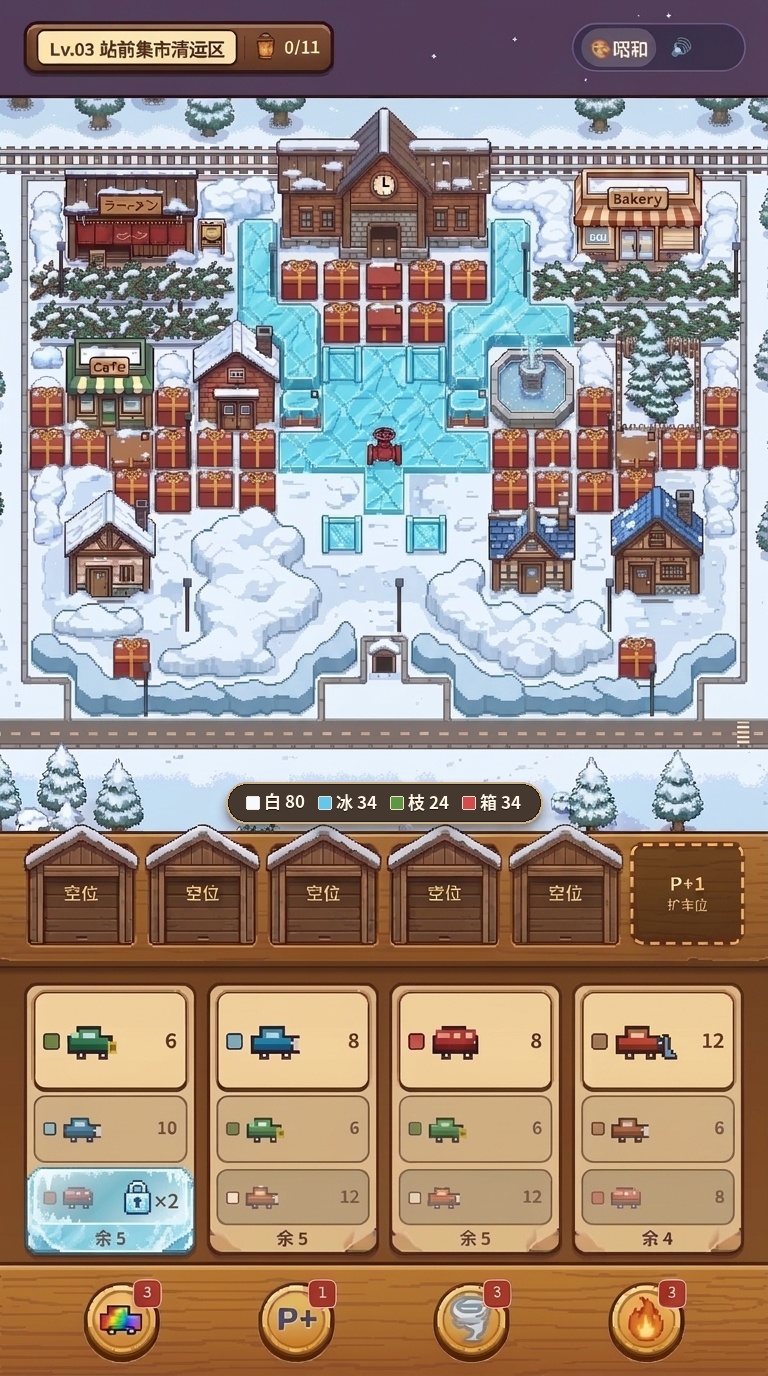 Lv.03 站前集市清运区
0/11
昭和
ラーメン
Bakery
Cafe
白 80 冰 34 枝 24 箱 34
空位 空位 空位 空位 空位
P+1
扩车位
6 8 8 12
10 6 6 6
×2 12 12 8
余 5 余 5 余 5 余 4
3 1 3 3
P+